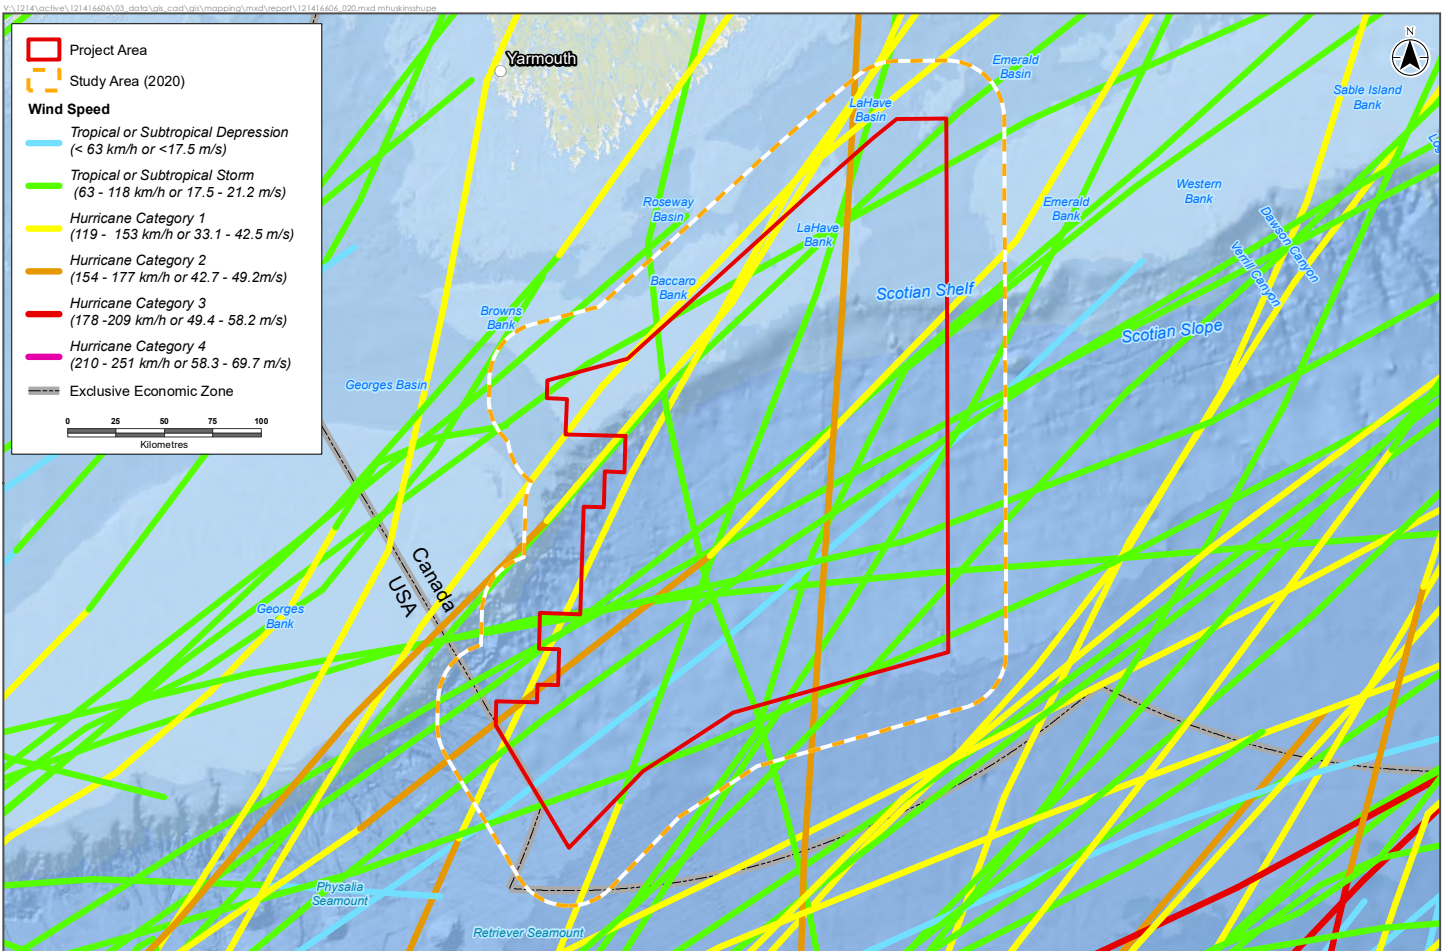 V:\1214\active\121416606\03_data\gis_cad\gis\mapping\mxd\report\121416606_020.mxd mhuskinshupe
Project Area
Study Area (2020)
Wind Speed
Tropical or Subtropical Depression
(< 63 km/h or <17.5 m/s)
Tropical or Subtropical Storm
(63 - 118 km/h or 17.5 - 21.2 m/s)
Hurricane Category 1
(119 - 153 km/h or 33.1 - 42.5 m/s)
Hurricane Category 2
(154 - 177 km/h or 42.7 - 49.2m/s)
Hurricane Category 3
(178 -209 km/h or 49.4 - 58.2 m/s)
Hurricane Category 4
(210 - 251 km/h or 58.3 - 69.7 m/s)
Exclusive Economic Zone
0 25 50 75 100
Kilometres
Yarmouth
N
Emerald
Basin
Sable Island
Bank
LaHave
Basin
Western
Bank
Roseway
Basin
Emerald
Bank
LaHave
Bank
Dawson Canyon
Verrill Canyon
Baccaro
Bank
Scotian Shelf
Browns
Bank
Scotian Slope
Georges Basin
Canada
USA
Georges
Bank
Physalia
Seamount
Retriever Seamount